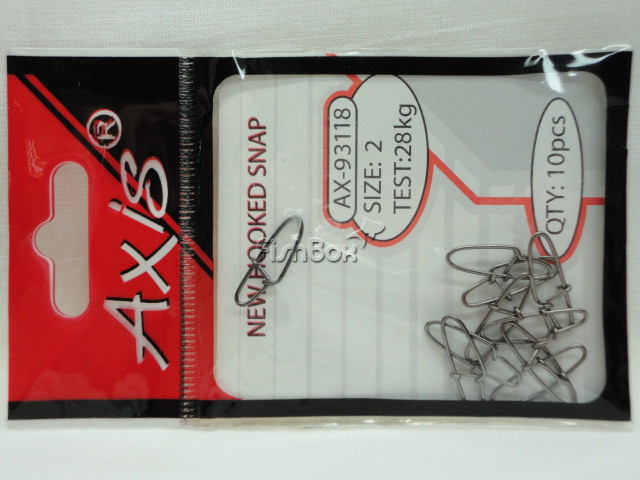 Axis®
NEW HOOKED SNAP
AX-93118
SIZE: 2
TEST:28kg
QTY: 10pcs
FishBox